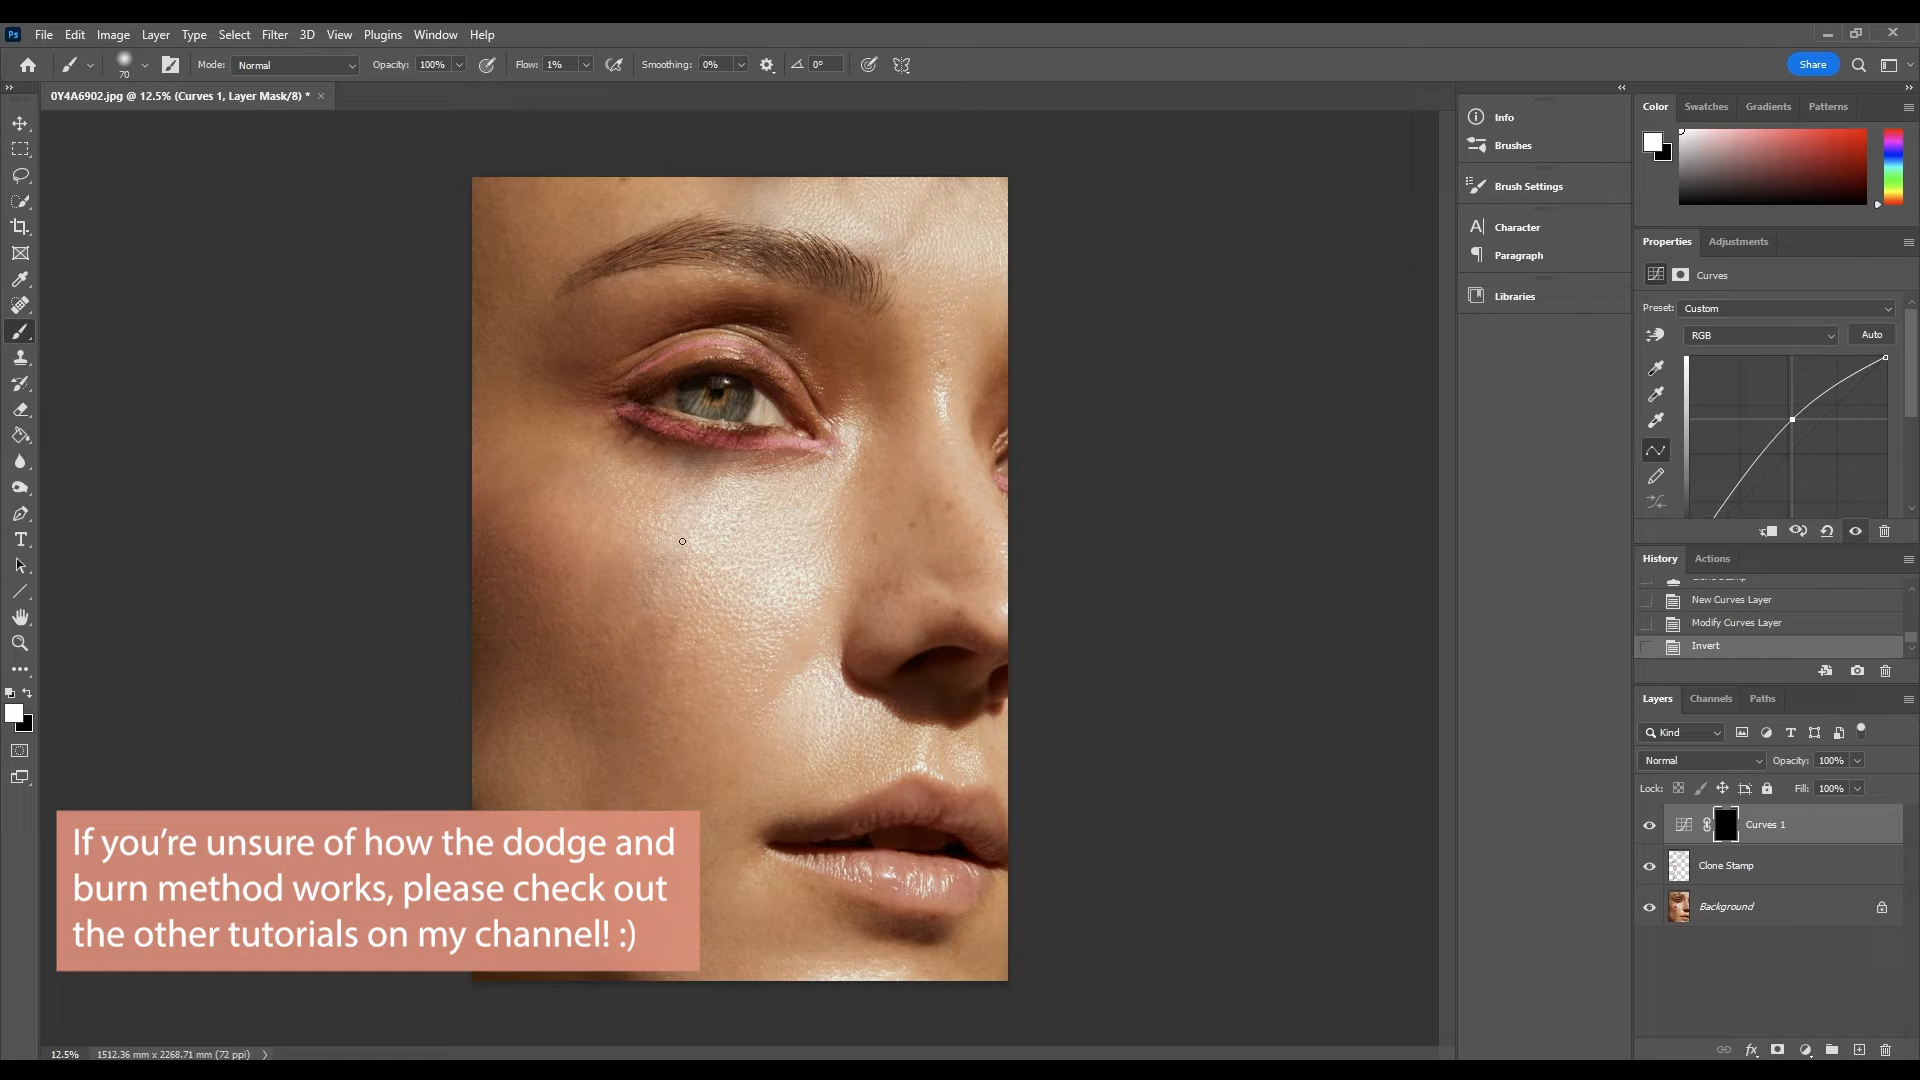 Ps File Edit Image Layer Type Select Filter 3D View Plugins Window Help
70 Mode: Normal Opacity: 100% Flow: 1% Smoothing: 0% 0° Share
0Y4A6902.jpg @ 12.5% (Curves 1, Layer Mask/8) * ×
Info
Brushes
Brush Settings
Character
Paragraph
Libraries
Color Swatches Gradients Patterns
Properties Adjustments
Curves
Preset: Custom
RGB Auto
History Actions
New Curves Layer
Modify Curves Layer
Invert
Layers Channels Paths
Kind
Normal Opacity: 100%
Lock: Fill: 100%
Curves 1
Clone Stamp
Background
If you’re unsure of how the dodge and
burn method works, please check out
the other tutorials on my channel! :)
12.5% 1512.36 mm x 2268.71 mm (72 ppi)